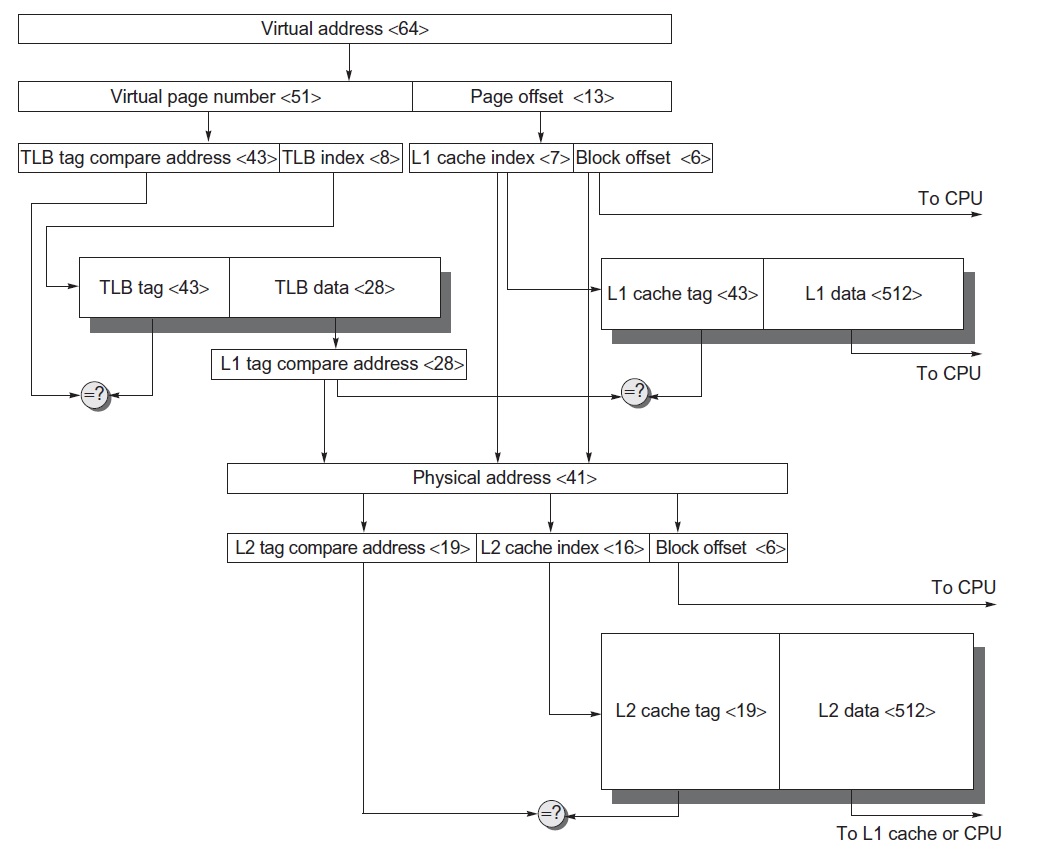 Virtual address <64>
Virtual page number <51> Page offset <13>
TLB tag compare address <43> TLB index <8> L1 cache index <7> Block offset <6>
To CPU
TLB tag <43> TLB data <28> L1 cache tag <43> L1 data <512>
L1 tag compare address <28>
To CPU
=? =?
Physical address <41>
L2 tag compare address <19> L2 cache index <16> Block offset <6>
To CPU
L2 cache tag <19> L2 data <512>
=?
To L1 cache or CPU